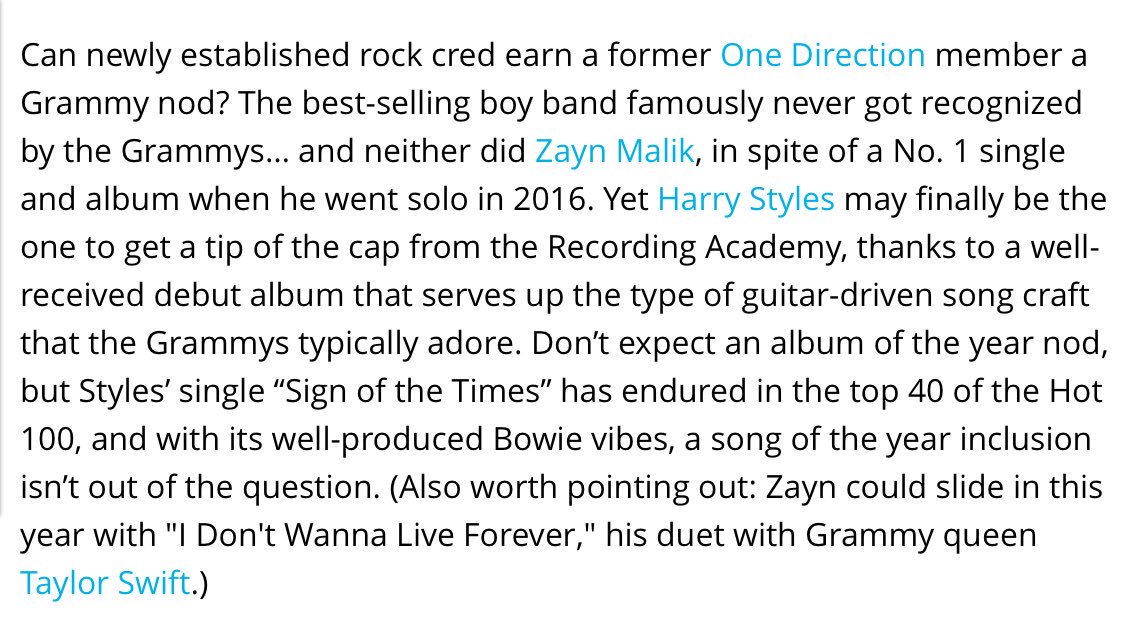 Can newly established rock cred earn a former One Direction member a
Grammy nod? The best-selling boy band famously never got recognized
by the Grammys... and neither did Zayn Malik, in spite of a No. 1 single
and album when he went solo in 2016. Yet Harry Styles may finally be the
one to get a tip of the cap from the Recording Academy, thanks to a well-
received debut album that serves up the type of guitar-driven song craft
that the Grammys typically adore. Don’t expect an album of the year nod,
but Styles’ single “Sign of the Times” has endured in the top 40 of the Hot
100, and with its well-produced Bowie vibes, a song of the year inclusion
isn’t out of the question. (Also worth pointing out: Zayn could slide in this
year with "I Don't Wanna Live Forever," his duet with Grammy queen
Taylor Swift.)